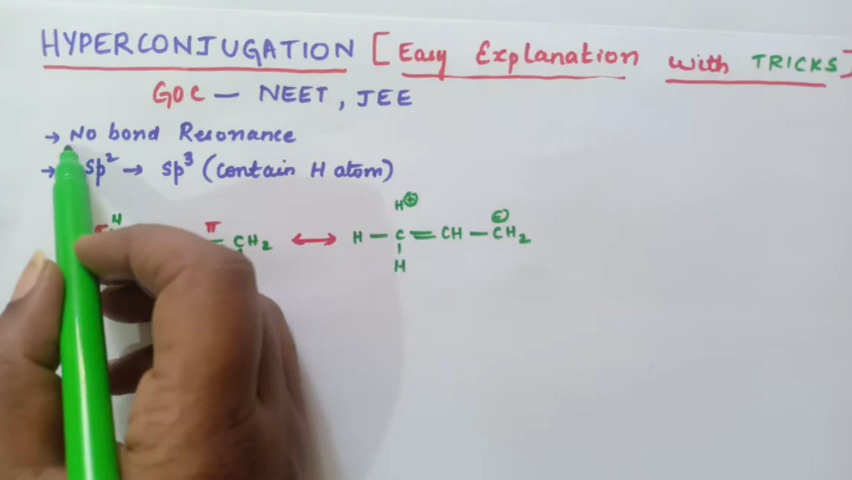 HYPERCONJUGATION [Easy Explanation with TRICKS]
GOC — NEET, JEE
→ No bond Resonance
→ sp² → sp³ (contain H atom)
H π H⊕ ⊖
CH₂ ↔ H — C = CH — CH₂
H